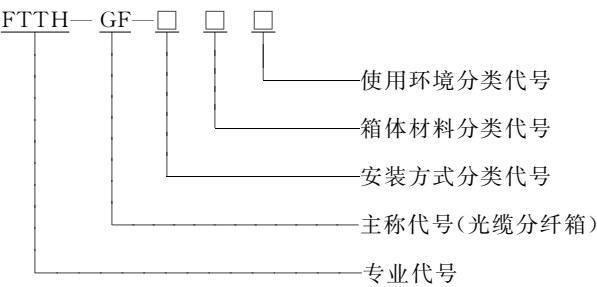 FTTH—GF—□ □ □
使用环境分类代号
箱体材料分类代号
安装方式分类代号
主称代号(光缆分纤箱)
专业代号